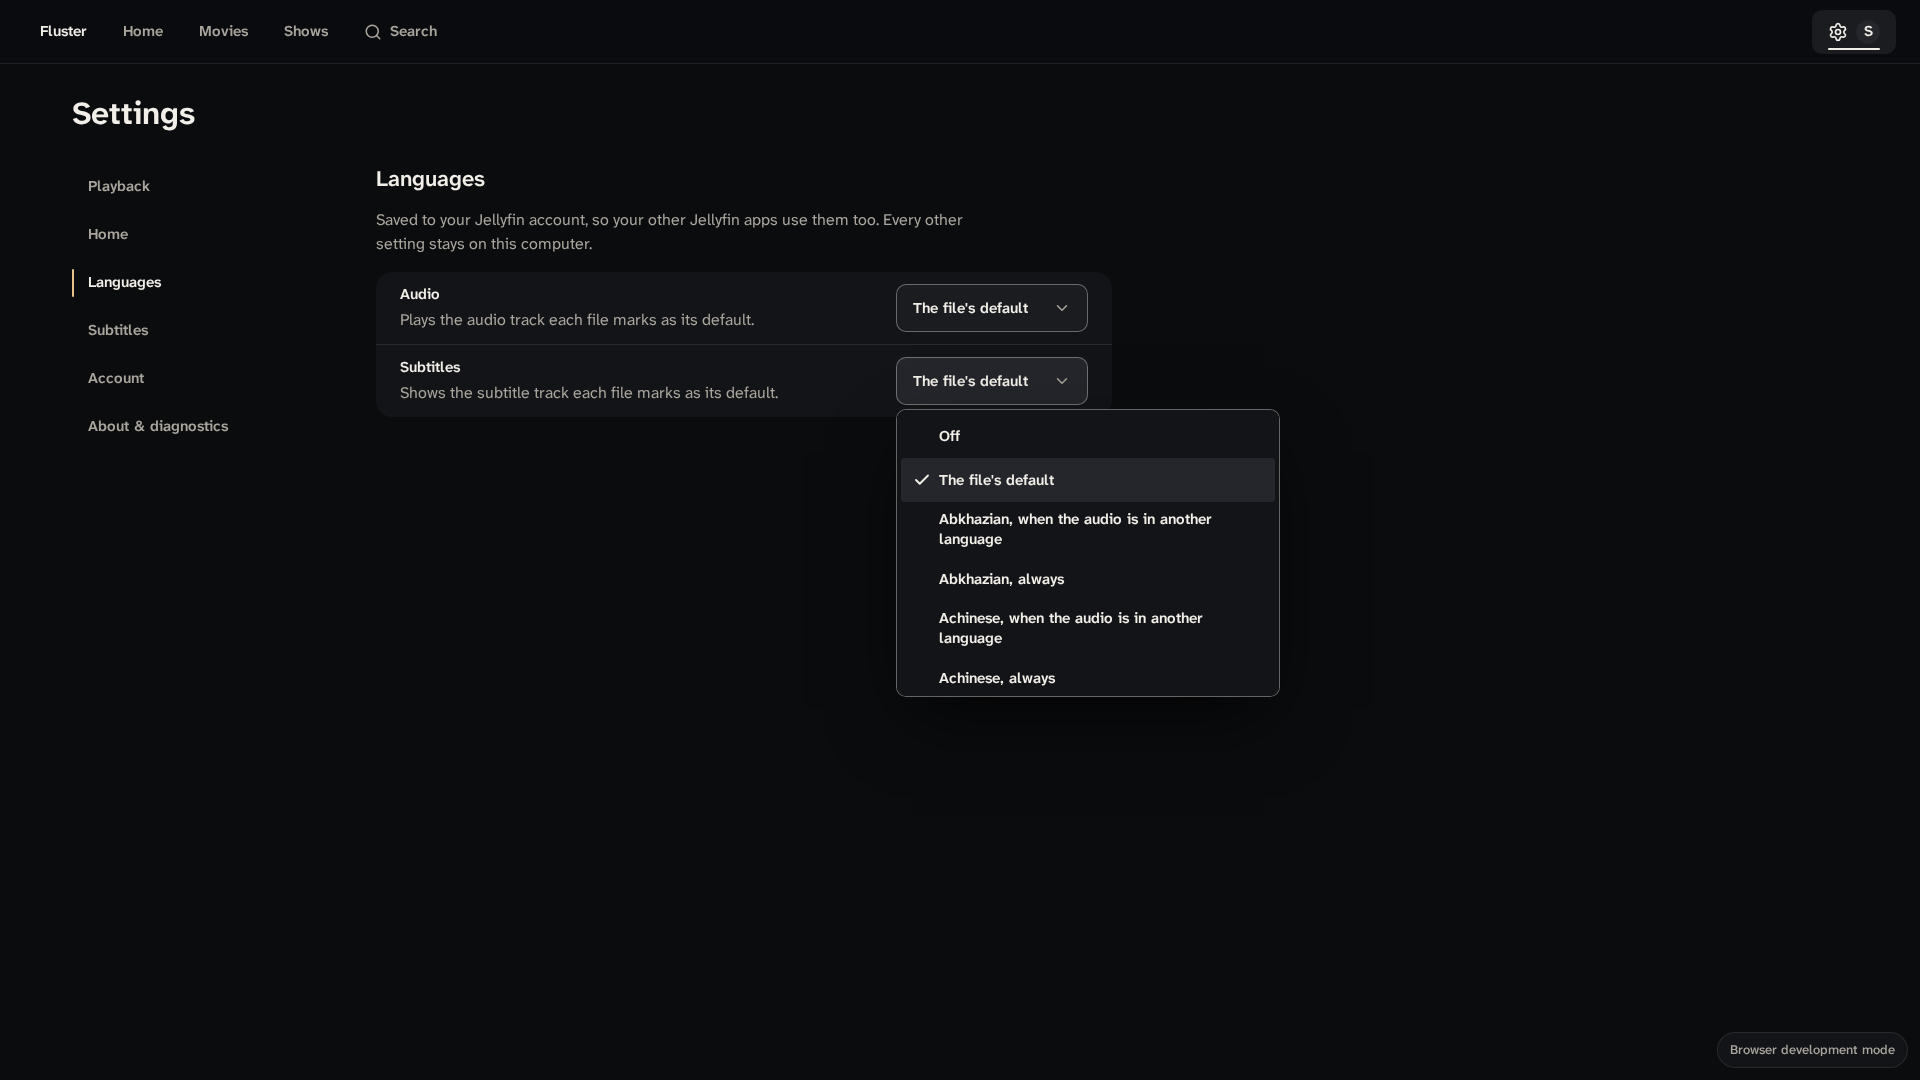 Fluster
Home
Movies
Shows
Search
S
Settings
Playback
Home
Languages
Subtitles
Account
About & diagnostics
Languages
Saved to your Jellyfin account, so your other Jellyfin apps use them too. Every other
setting stays on this computer.
Audio
Plays the audio track each file marks as its default.
The file's default
Subtitles
Shows the subtitle track each file marks as its default.
The file's default
Off
The file's default
Abkhazian, when the audio is in another
language
Abkhazian, always
Achinese, when the audio is in another
language
Achinese, always
Browser development mode